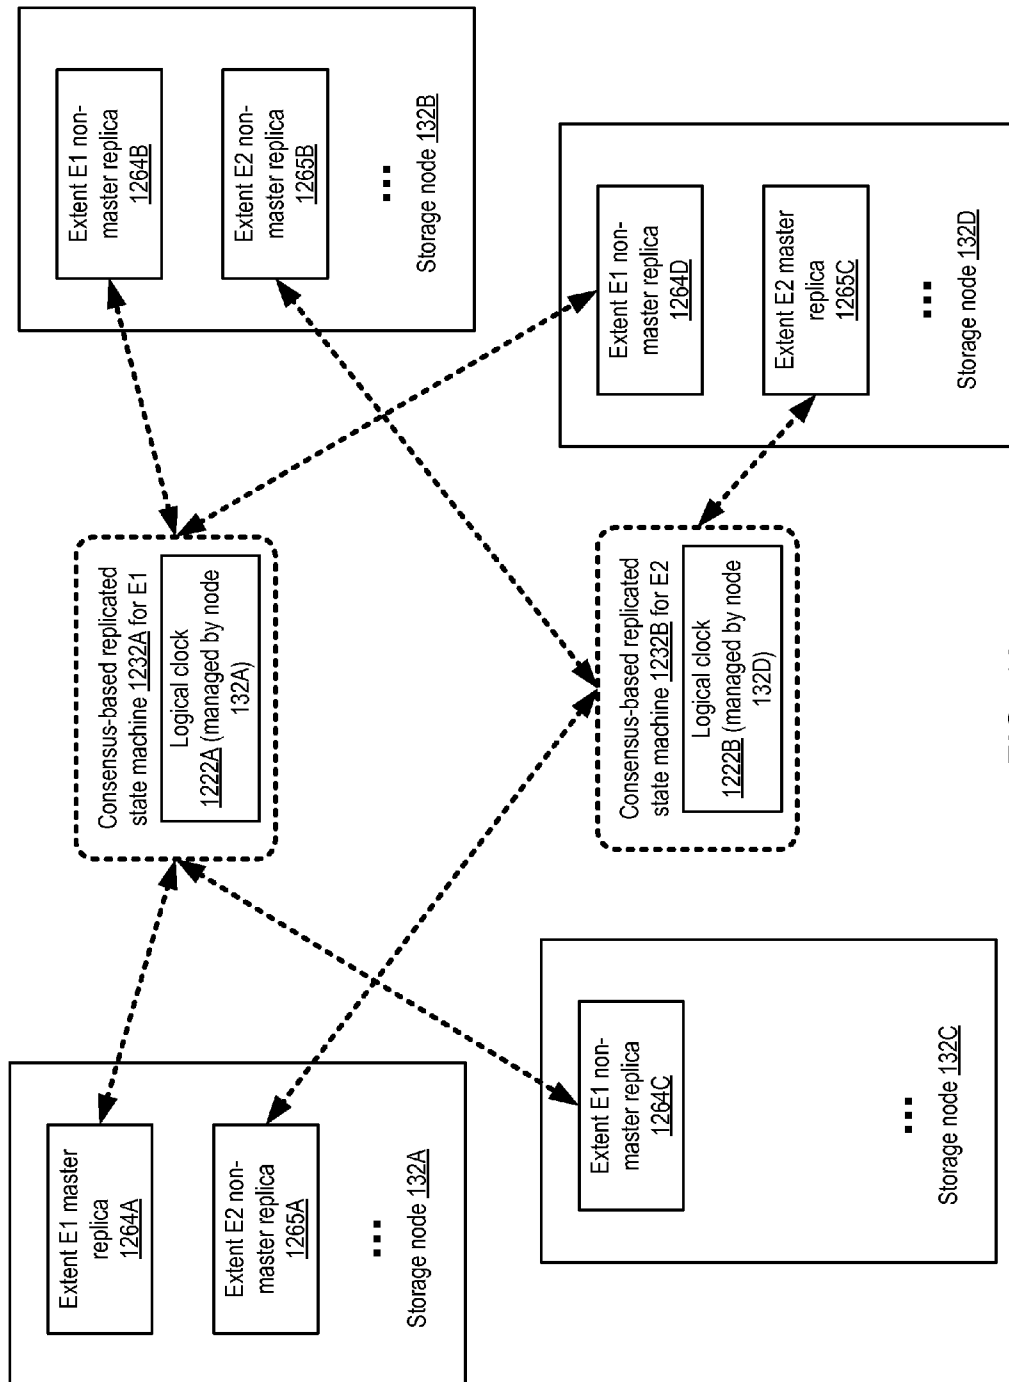 Extent E1 master
replica
1264A
Extent E2 non-
master replica
1265A
...
Storage node 132A
Consensus-based replicated
state machine 1232A for E1
Logical clock
1222A (managed by node
132A)
Extent E1 non-
master replica
1264B
Extent E2 non-
master replica
1265B
...
Storage node 132B
Extent E1 non-
master replica
1264C
...
Storage node 132C
Consensus-based replicated
state machine 1232B for E2
Logical clock
1222B (managed by node
132D)
Extent E1 non-
master replica
1264D
Extent E2 master
replica
1265C
...
Storage node 132D